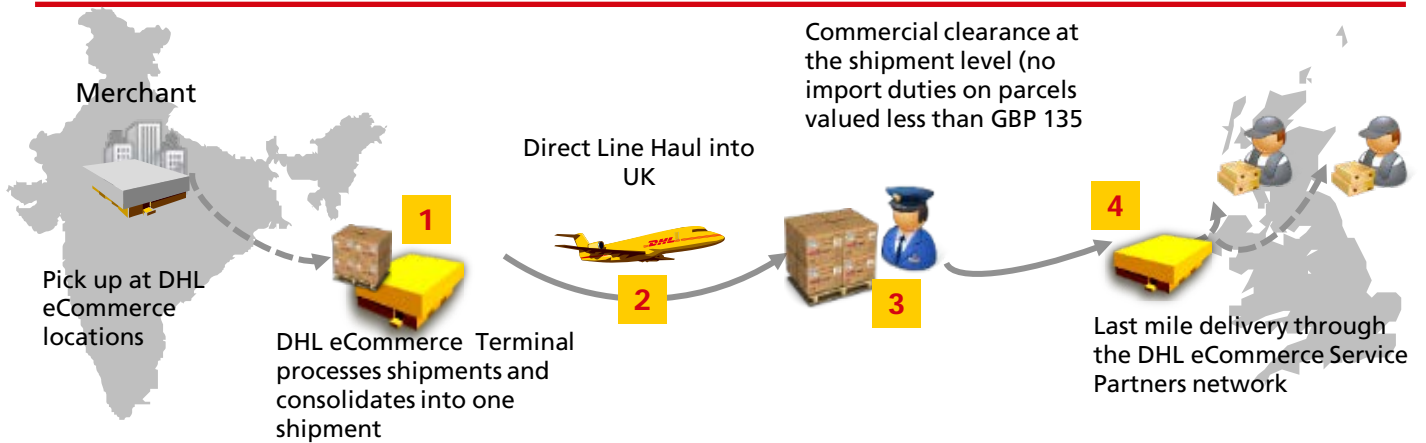 Merchant
Pick up at DHL
eCommerce
locations
1
DHL eCommerce Terminal
processes shipments and
consolidates into one
shipment
Direct Line Haul into
UK
DHL
2
Commercial clearance at
the shipment level (no
import duties on parcels
valued less than GBP 135
3
4
Last mile delivery through
the DHL eCommerce Service
Partners network